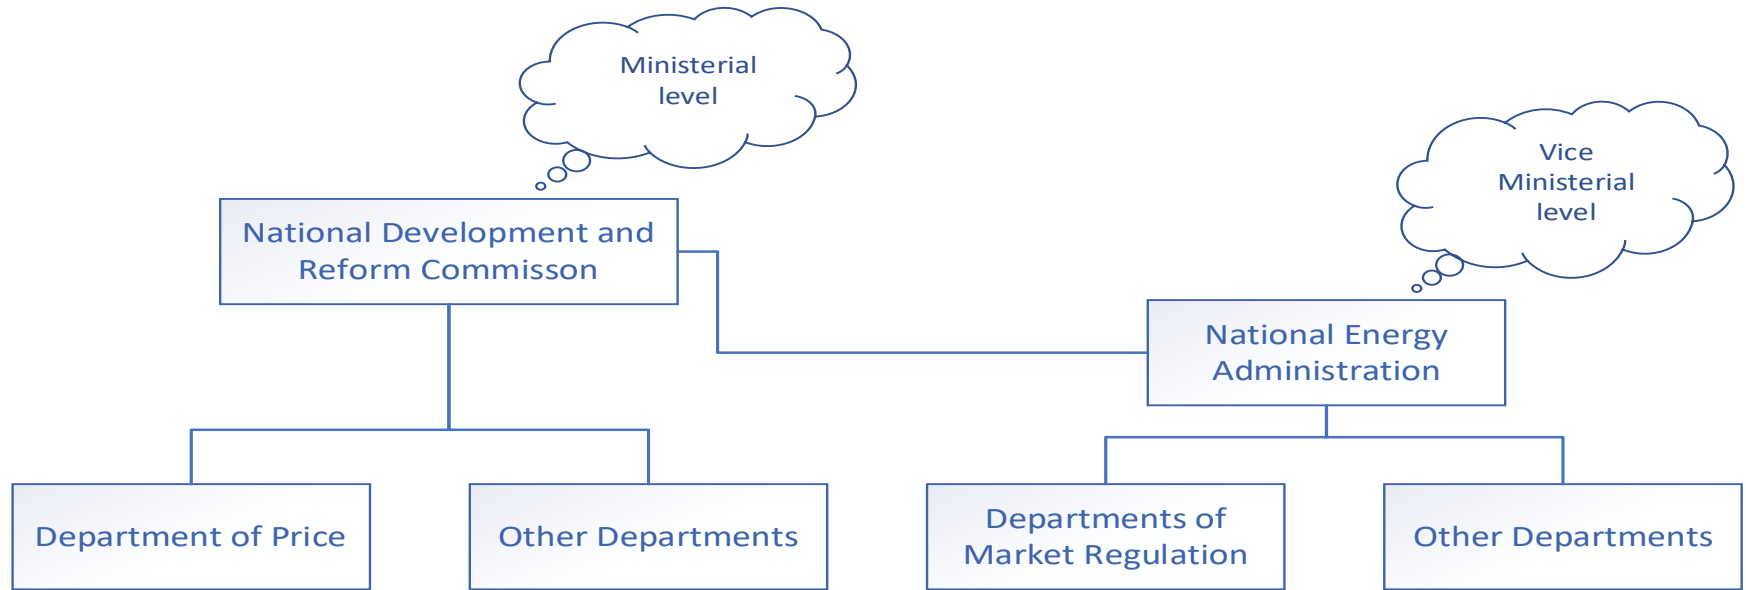 Ministerial
level
Vice
Ministerial
level
National Development and
Reform Commisson
National Energy
Administration
Department of Price
Other Departments
Departments of
Market Regulation
Other Departments